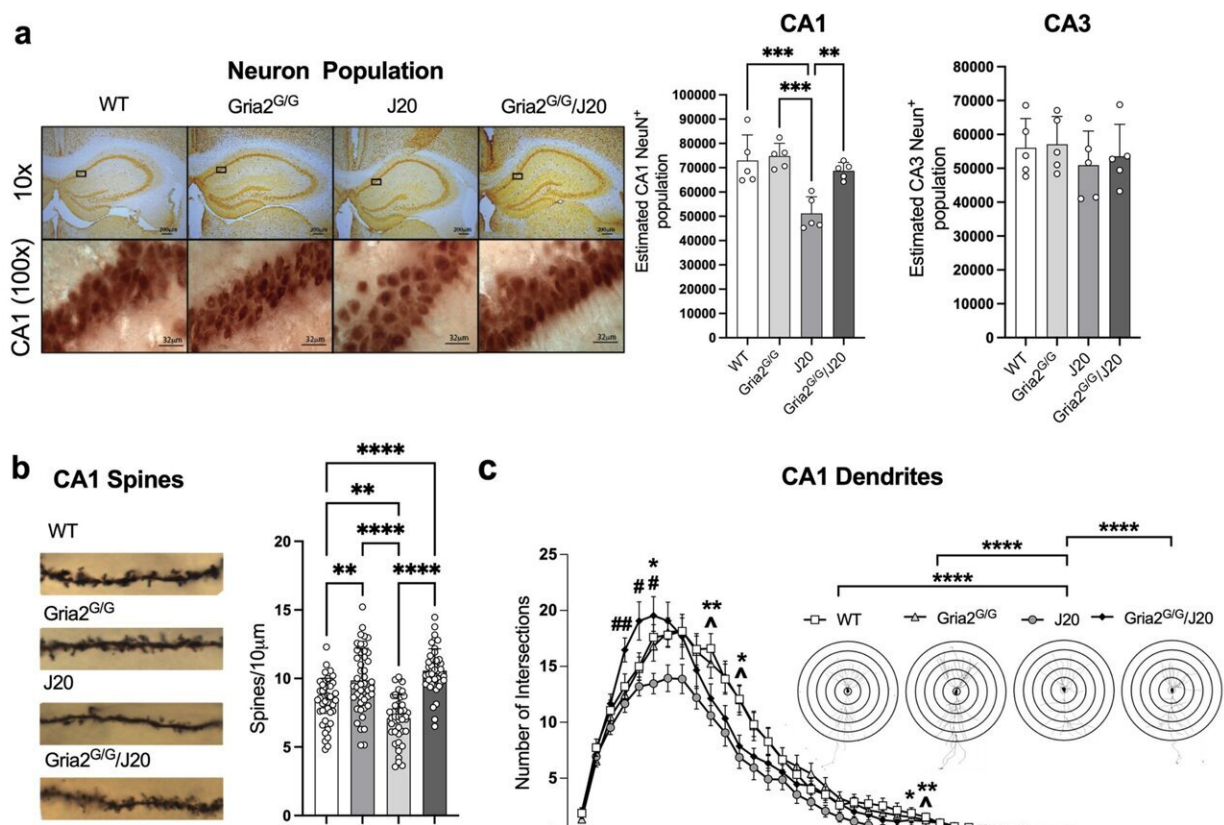 a
Neuron Population
WT
Gria2G/G
J20
Gria2G/G/J20
10x
200µm
200µm
200µm
200µm
CA1 (100x)
32µm
32µm
32µm
32µm
CA1
***
**
***
Estimated CA1 NeuN+
population
100000
90000
80000
70000
60000
50000
40000
30000
20000
10000
0
WT
Gria2G/G
J20
Gria2G/G/J20
CA3
Estimated CA3 Neun+
population
80000
70000
60000
50000
40000
30000
20000
10000
0
WT
Gria2G/G
J20
Gria2G/G/J20
b
CA1 Spines
WT
Gria2G/G
J20
Gria2G/G/J20
****
**
****
**
****
Spines/10µm
20
15
10
5
0
c
CA1 Dendrites
****
****
****
WT
Gria2G/G
J20
Gria2G/G/J20
Number of Intersections
25
20
15
10
5
##
#
*
#
**
^
*
^
*
**
^